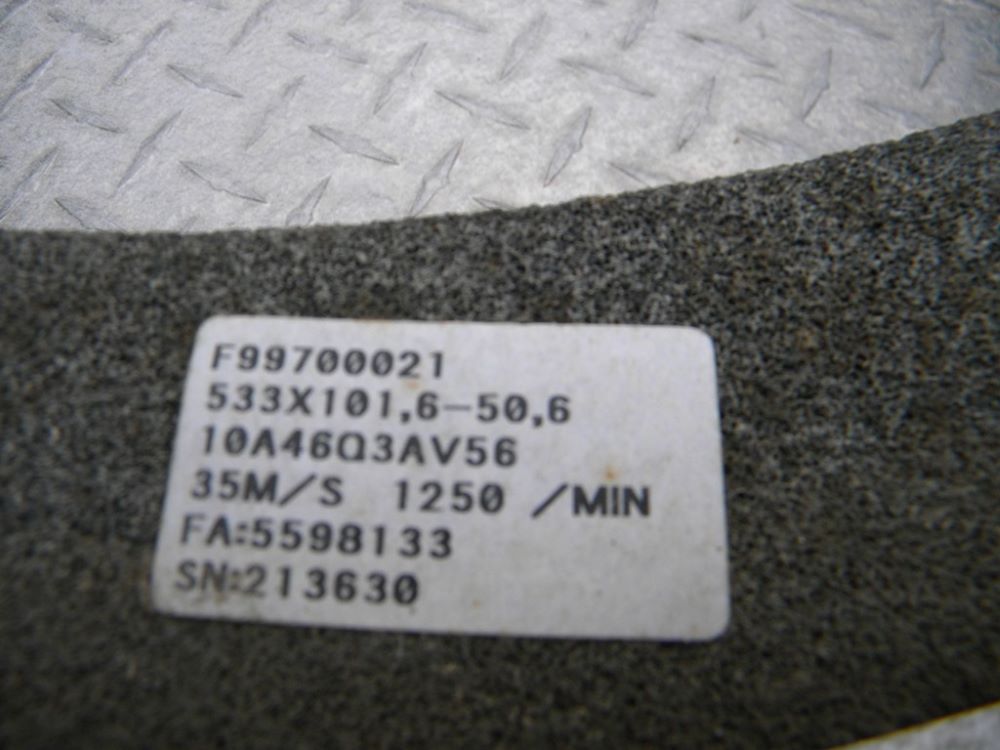 F99700021
533X101,6-50,6
10A46Q3AV56
35M/S 1250 /MIN
FA:5598133
SN:213630